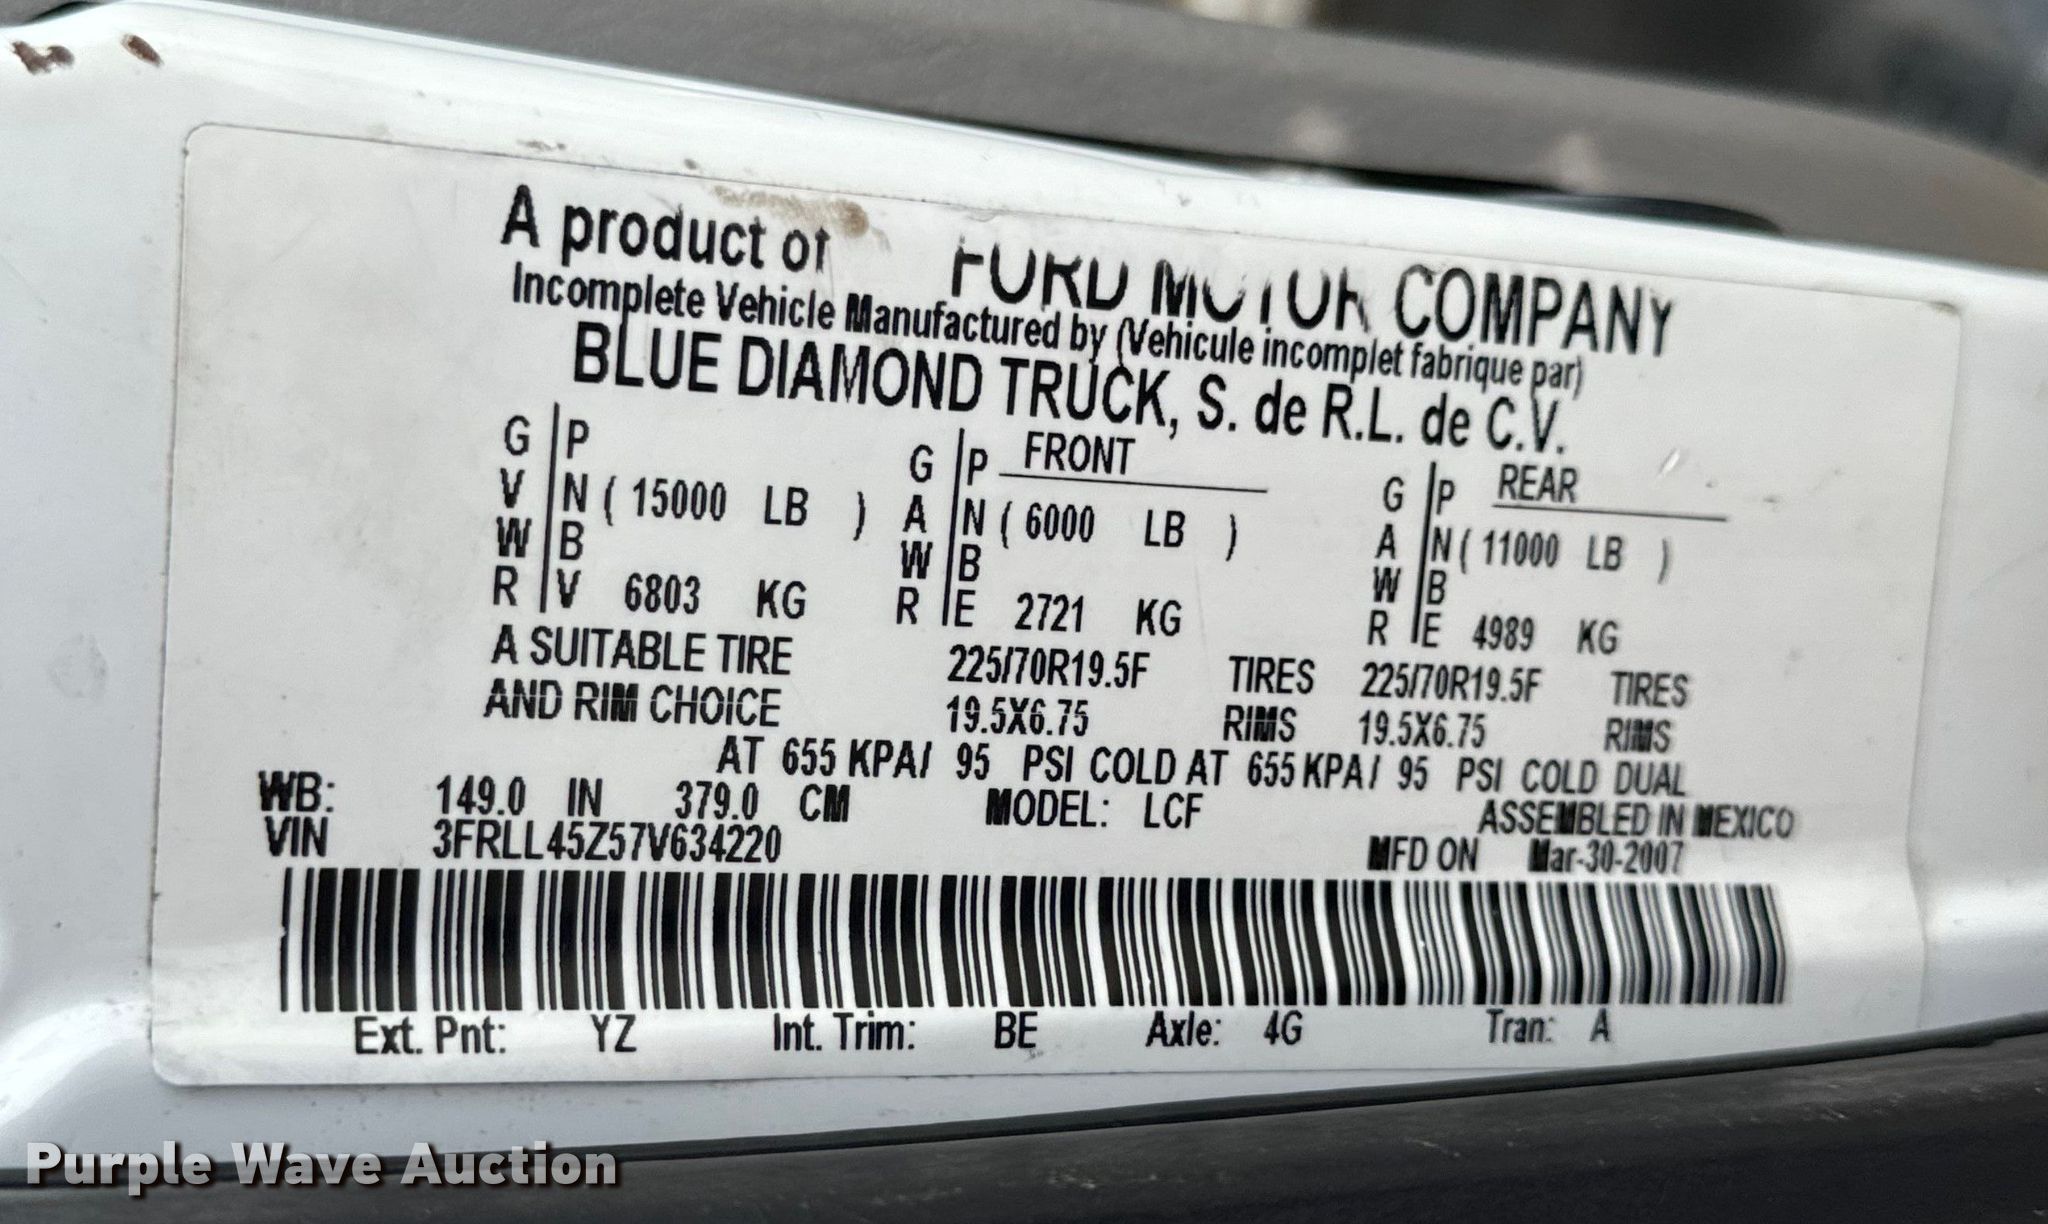 A product of FORD MOTOR COMPANY
Incomplete Vehicle Manufactured by (Vehicule incomplet fabrique par)
BLUE DIAMOND TRUCK, S. de R.L. de C.V.
G P G P FRONT G P REAR
V N ( 15000 LB ) A N ( 6000 LB ) A N ( 11000 LB )
W B W B W B
R V 6803 KG R E 2721 KG R E 4989 KG
A SUITABLE TIRE 225/70R19.5F TIRES 225/70R19.5F TIRES
AND RIM CHOICE 19.5X6.75 RIMS 19.5X6.75 RIMS
AT 655 KPA/ 95 PSI COLD AT 655 KPA/ 95 PSI COLD DUAL
WB: 149.0 IN 379.0 CM MODEL: LCF ASSEMBLED IN MEXICO
VIN 3FRLL45Z57V634220 MFD ON Mar-30-2007
Ext. Pnt: YZ Int. Trim: BE Axle: 4G Tran: A
Purple Wave Auction